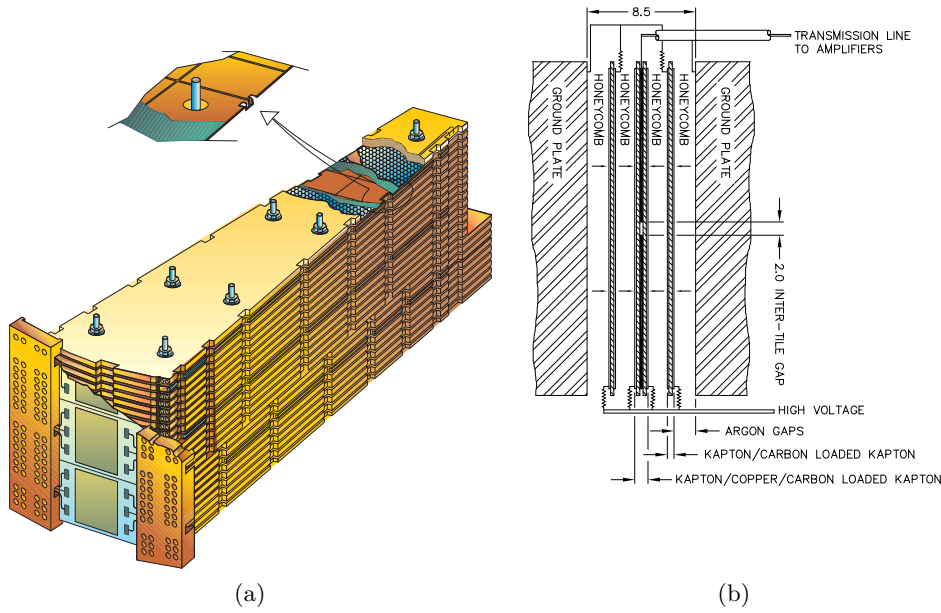 (b)
8.5
TRANSMISSION LINE
TO AMPLIFIERS
GROUND PLATE
HONEYCOMB
HONEYCOMB
HONEYCOMB
HONEYCOMB
GROUND PLATE
2.0 INTER-TILE GAP
HIGH VOLTAGE
ARGON GAPS
KAPTON/CARBON LOADED KAPTON
KAPTON/COPPER/CARBON LOADED KAPTON
(a)
(b)